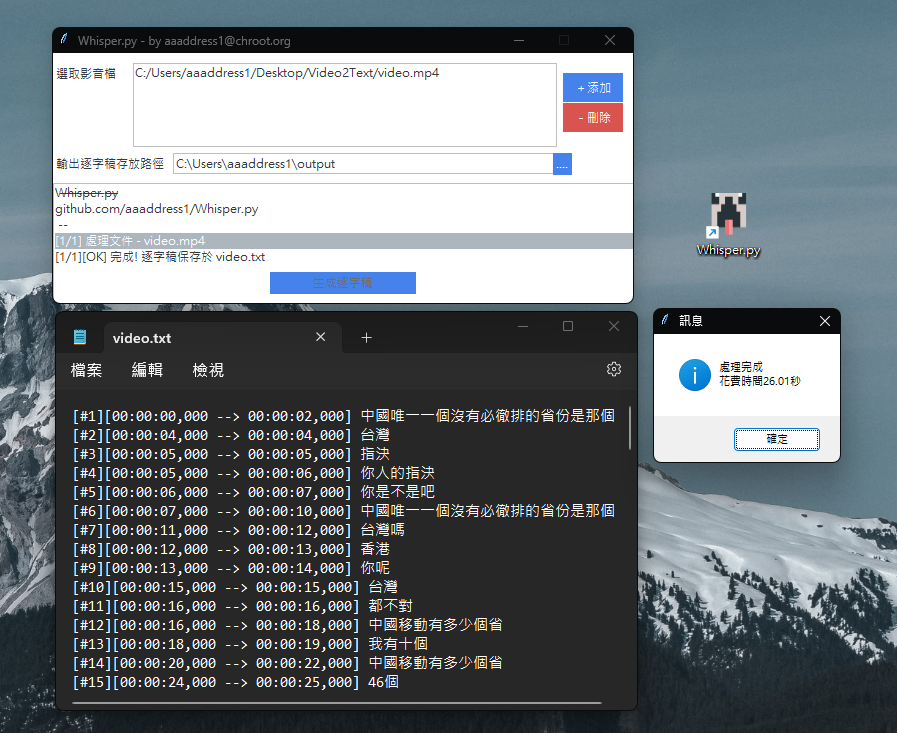 Whisper.py - by aaaddress1@chroot.org
選取影音檔
C:/Users/aaaddress1/Desktop/Video2Text/video.mp4
+ 添加
- 刪除
輸出逐字稿存放路徑
C:\Users\aaaddress1\output
....
Whisper.py
github.com/aaaddress1/Whisper.py
--
[1/1] 處理文件 - video.mp4
[1/1][OK] 完成! 逐字稿保存於 video.txt
生成逐字稿
Whisper.py
video.txt
檔案 編輯 檢視
[#1][00:00:00,000 --> 00:00:02,000] 中國唯一一個沒有必徹排的省份是那個
[#2][00:00:04,000 --> 00:00:04,000] 台灣
[#3][00:00:05,000 --> 00:00:05,000] 指決
[#4][00:00:05,000 --> 00:00:06,000] 你人的指決
[#5][00:00:06,000 --> 00:00:07,000] 你是不是吧
[#6][00:00:07,000 --> 00:00:10,000] 中國唯一一個沒有必徹排的省份是那個
[#7][00:00:11,000 --> 00:00:12,000] 台灣嗎
[#8][00:00:12,000 --> 00:00:13,000] 香港
[#9][00:00:13,000 --> 00:00:14,000] 你呢
[#10][00:00:15,000 --> 00:00:15,000] 台灣
[#11][00:00:16,000 --> 00:00:16,000] 都不對
[#12][00:00:16,000 --> 00:00:18,000] 中國移動有多少個省
[#13][00:00:18,000 --> 00:00:19,000] 我有十個
[#14][00:00:20,000 --> 00:00:22,000] 中國移動有多少個省
[#15][00:00:24,000 --> 00:00:25,000] 46個
訊息
處理完成
花費時間26.01秒
確定